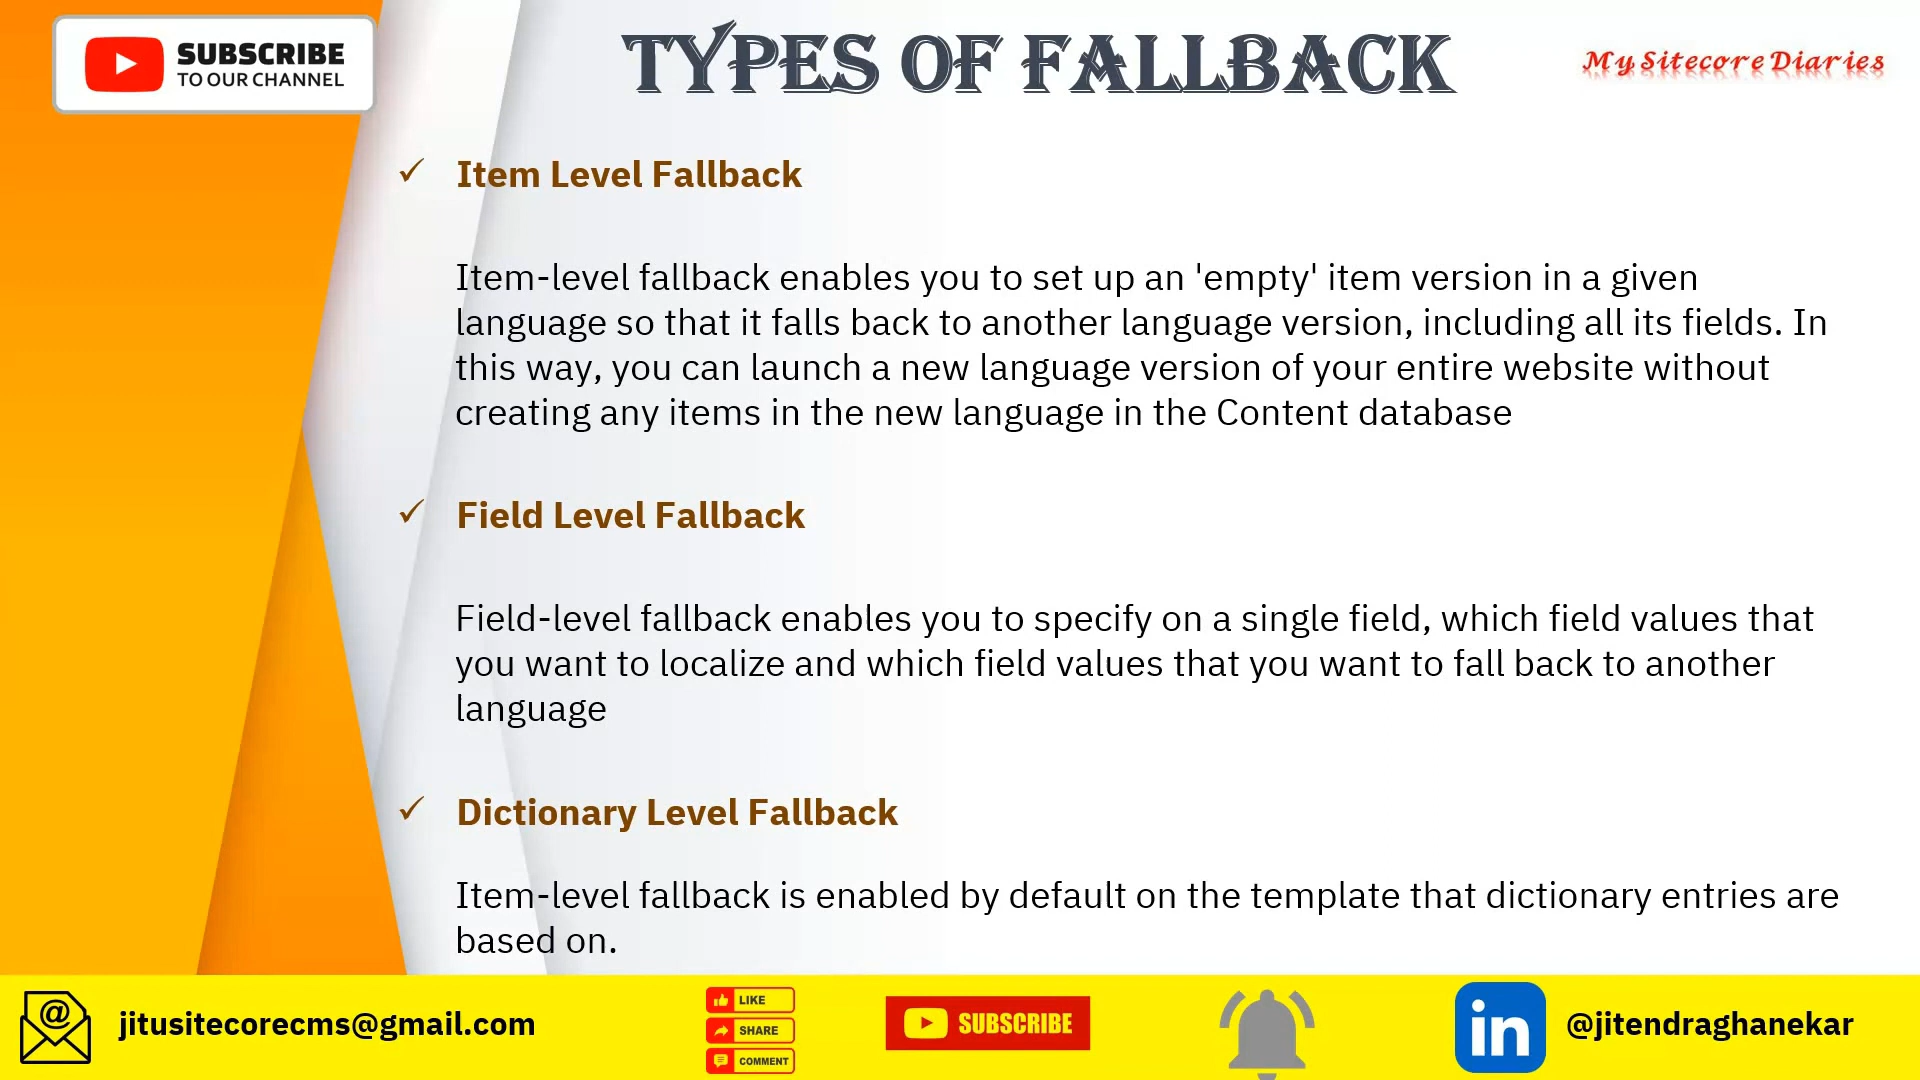 SUBSCRIBE
TO OUR CHANNEL
TYPES OF FALLBACK
My Sitecore Diaries
✓ Item Level Fallback
Item-level fallback enables you to set up an 'empty' item version in a given
language so that it falls back to another language version, including all its fields. In
this way, you can launch a new language version of your entire website without
creating any items in the new language in the Content database
✓ Field Level Fallback
Field-level fallback enables you to specify on a single field, which field values that
you want to localize and which field values that you want to fall back to another
language
✓ Dictionary Level Fallback
Item-level fallback is enabled by default on the template that dictionary entries are
based on.
@
jitusitecorecms@gmail.com
LIKE
SHARE
COMMENT
SUBSCRIBE
in
@jitendraghanekar